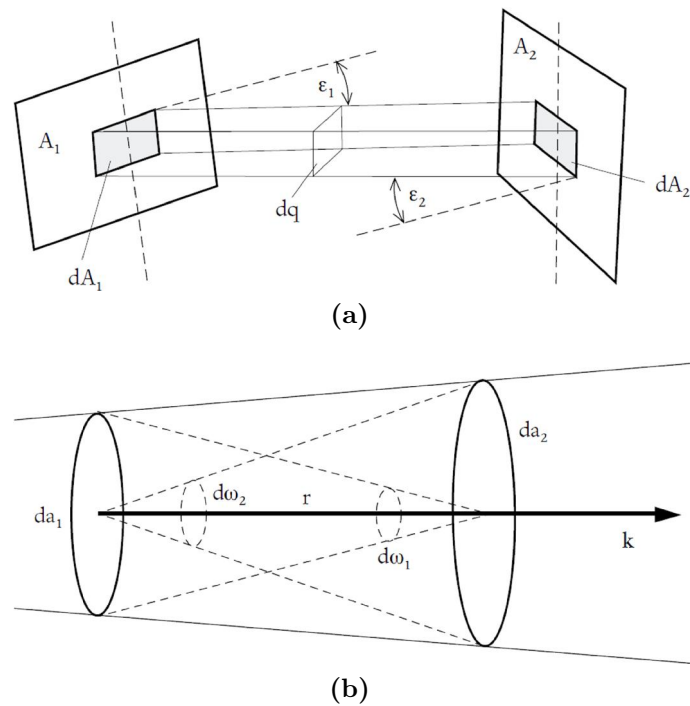 A₁
ε₁
A₂
dA₁
dq
ε₂
dA₂
(a)
da₁
dω₂
r
dω₁
da₂
k
(b)